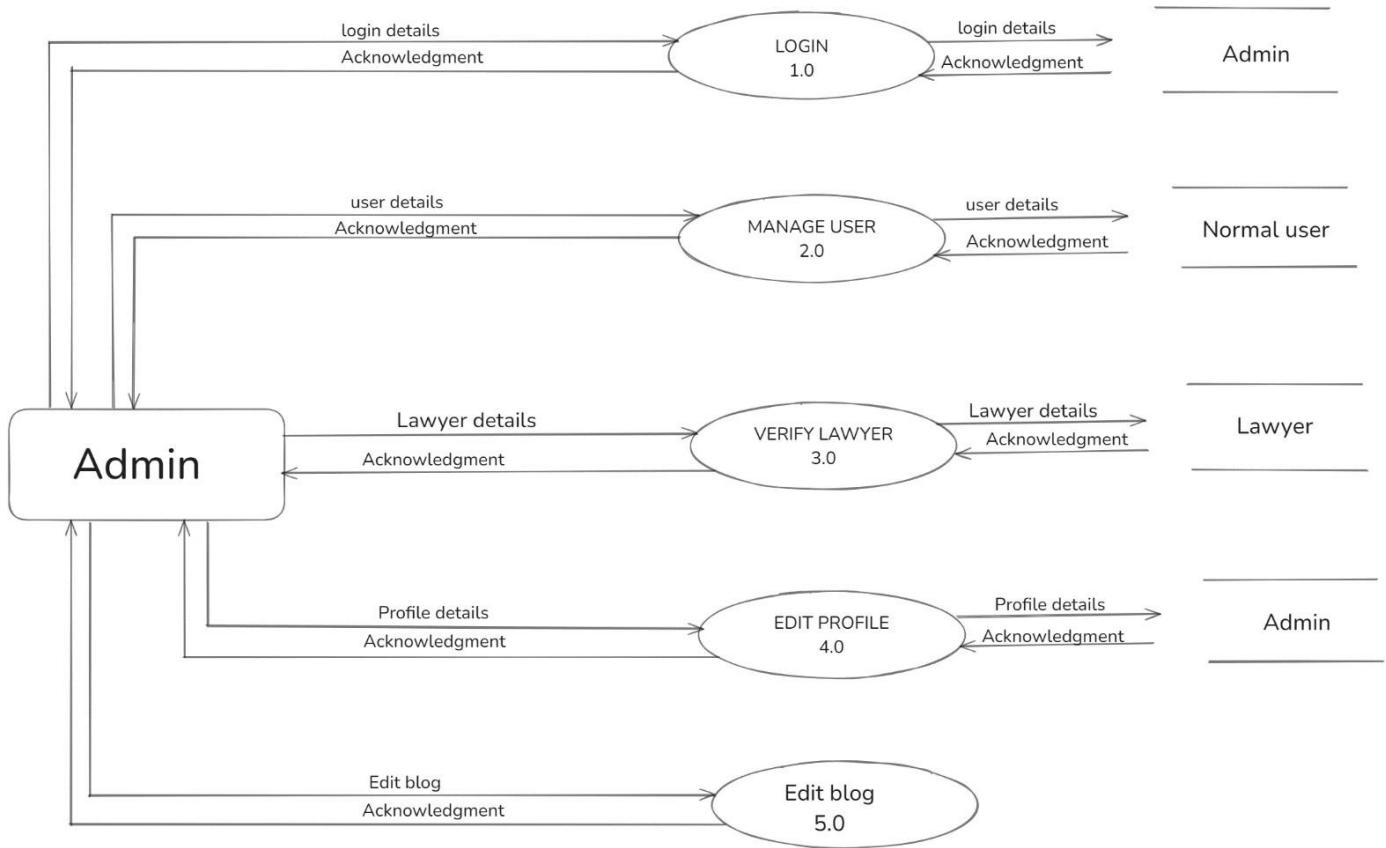 login details
Acknowledgment
LOGIN
1.0
login details
Acknowledgment
Admin
user details
Acknowledgment
MANAGE USER
2.0
user details
Acknowledgment
Normal user
Admin
Lawyer details
Acknowledgment
VERIFY LAWYER
3.0
Lawyer details
Acknowledgment
Lawyer
Profile details
Acknowledgment
EDIT PROFILE
4.0
Profile details
Acknowledgment
Admin
Edit blog
Acknowledgment
Edit blog
5.0